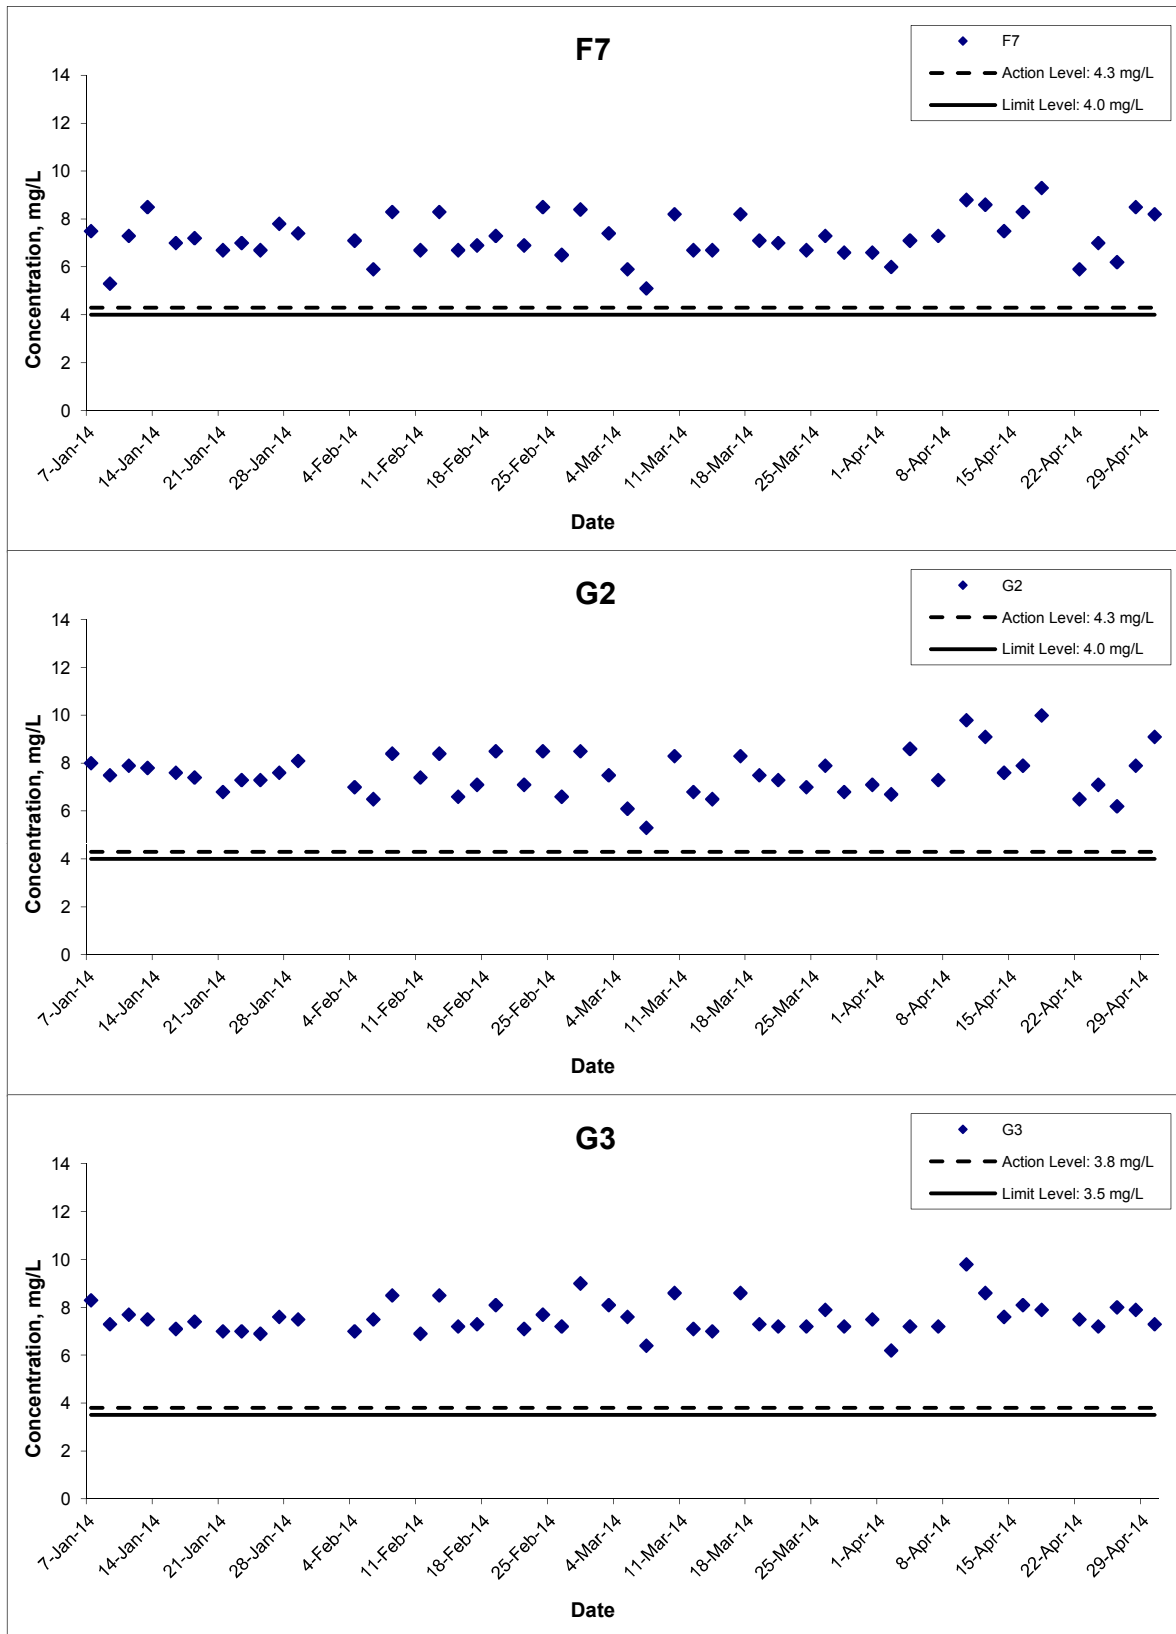 F7
F7
Action Level: 4.3 mg/L
Limit Level: 4.0 mg/L
Concentration, mg/L
14
12
10
8
6
4
2
0
7-Jan-14
14-Jan-14
21-Jan-14
28-Jan-14
4-Feb-14
11-Feb-14
18-Feb-14
25-Feb-14
4-Mar-14
11-Mar-14
18-Mar-14
25-Mar-14
1-Apr-14
8-Apr-14
15-Apr-14
22-Apr-14
29-Apr-14
Date
G2
G2
Action Level: 4.3 mg/L
Limit Level: 4.0 mg/L
Concentration, mg/L
14
12
10
8
6
4
2
0
7-Jan-14
14-Jan-14
21-Jan-14
28-Jan-14
4-Feb-14
11-Feb-14
18-Feb-14
25-Feb-14
4-Mar-14
11-Mar-14
18-Mar-14
25-Mar-14
1-Apr-14
8-Apr-14
15-Apr-14
22-Apr-14
29-Apr-14
Date
G3
G3
Action Level: 3.8 mg/L
Limit Level: 3.5 mg/L
Concentration, mg/L
14
12
10
8
6
4
2
0
7-Jan-14
14-Jan-14
21-Jan-14
28-Jan-14
4-Feb-14
11-Feb-14
18-Feb-14
25-Feb-14
4-Mar-14
11-Mar-14
18-Mar-14
25-Mar-14
1-Apr-14
8-Apr-14
15-Apr-14
22-Apr-14
29-Apr-14
Date